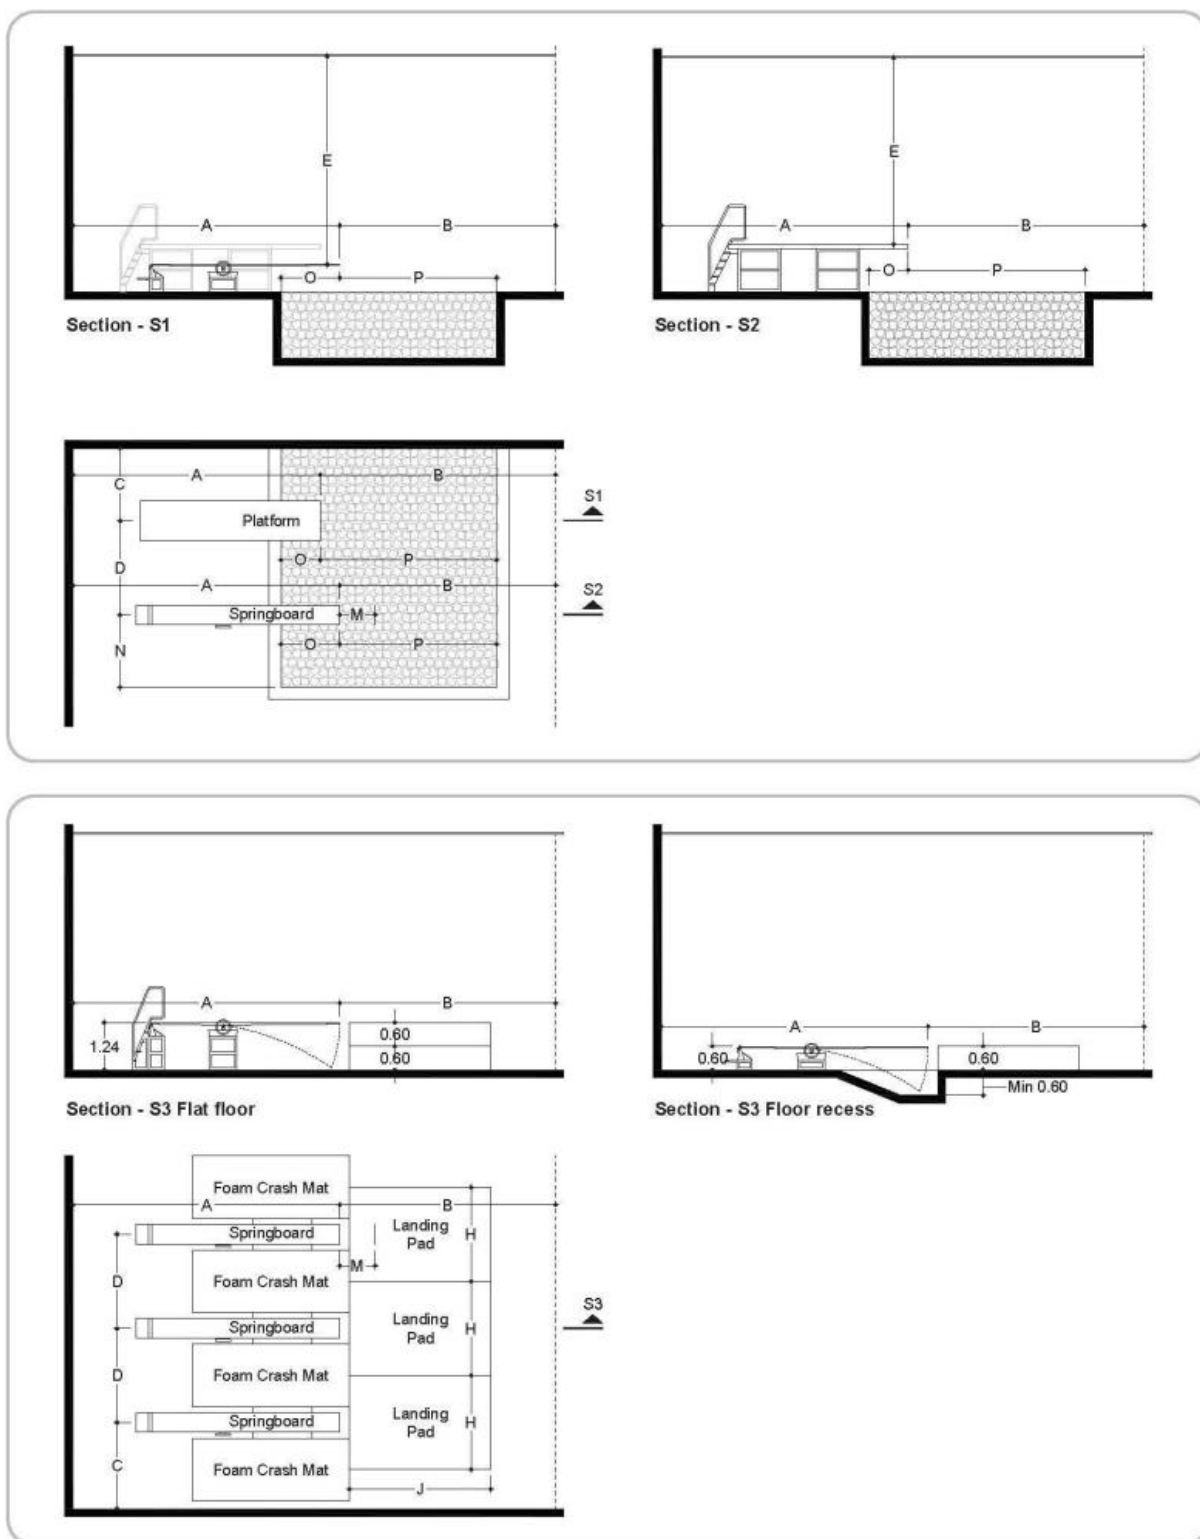 E
A
B
O
P
Section - S1
E
A
B
O
P
Section - S2
A
B
C
S1
Platform
D
O
P
A
B
S2
Springboard
M
N
O
P
A
B
1.24
0.60
0.60
Section - S3 Flat floor
A
B
0.60
0.60
Min 0.60
Section - S3 Floor recess
Foam Crash Mat
A
B
Springboard
Landing
Pad
H
M
D
Foam Crash Mat
S3
Springboard
Landing
Pad
H
D
Foam Crash Mat
Springboard
Landing
Pad
H
C
Foam Crash Mat
J